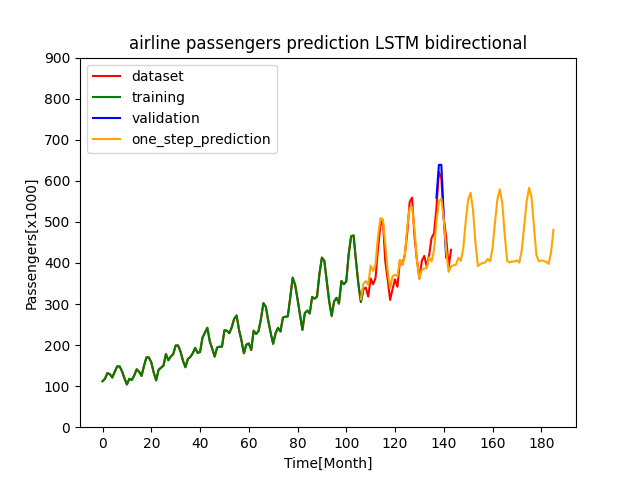 airline passengers prediction LSTM bidirectional
900
800
700
600
500
400
300
200
100
0
Passengers[x1000]
dataset
training
validation
one_step_prediction
0 20 40 60 80 100 120 140 160 180
Time[Month]